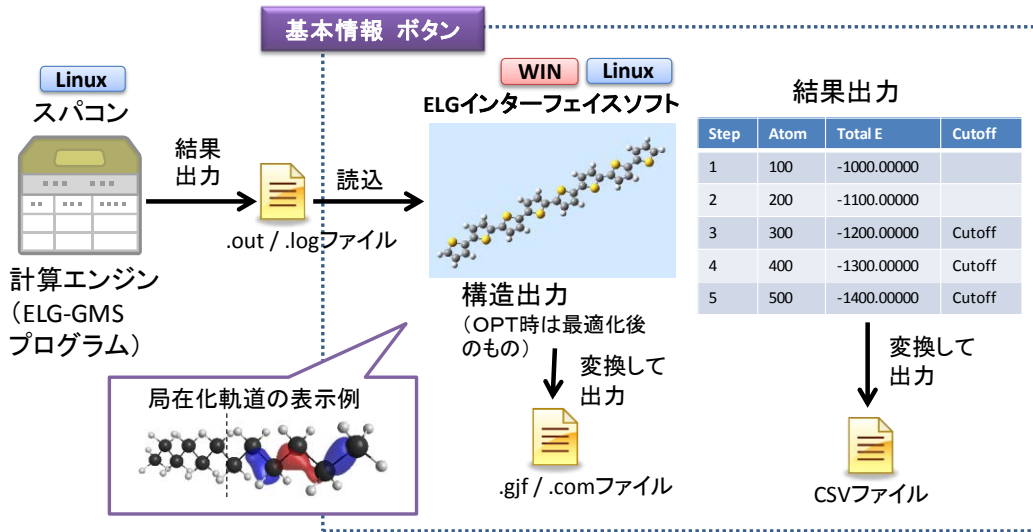 基本情報 ボタン
Linux
スパコン
計算エンジン
（ELG-GMS
プログラム）
結果
出力
.out / .logファイル
読込
WIN
Linux
ELGインターフェイスソフト
構造出力
（OPT時は最適化後
のもの）
変換して
出力
.gjf / .comファイル
局在化軌道の表示例
結果出力
Step Atom Total E Cutoff
1 100 -1000.00000
2 200 -1100.00000
3 300 -1200.00000 Cutoff
4 400 -1300.00000 Cutoff
5 500 -1400.00000 Cutoff
変換して
出力
CSVファイル